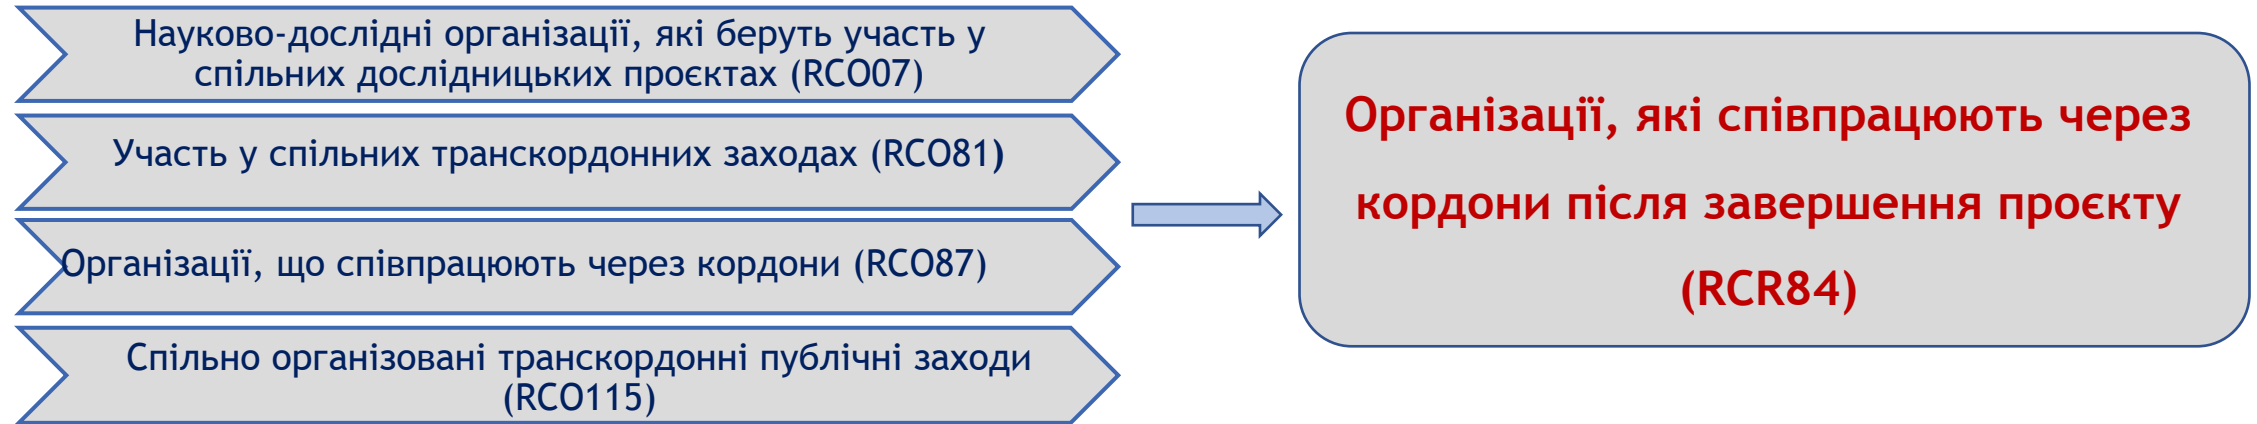 Науково-дослідні організації, які беруть участь у
спільних дослідницьких проєктах (RCO07)
Участь у спільних транскордонних заходах (RCO81)
Організації, що співпрацюють через кордони (RCO87)
Спільно організовані транскордонні публічні заходи
(RCO115)
Організації, які співпрацюють через
кордони після завершення проєкту
(RCR84)